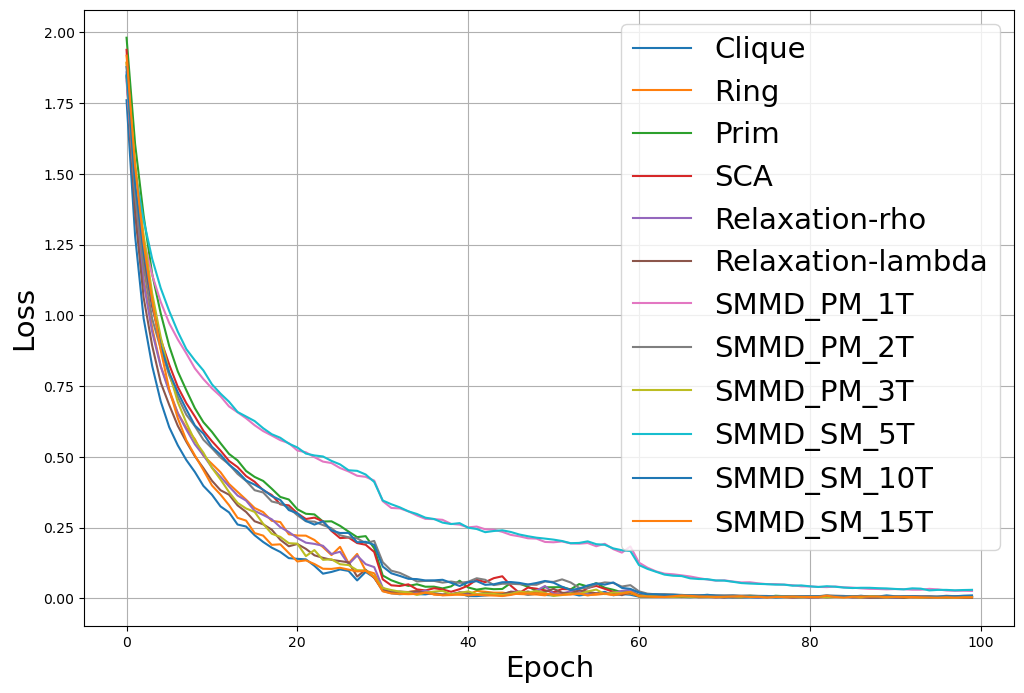 2.00
1.75
1.50
1.25
1.00
0.75
0.50
0.25
0.00
Loss
0
20
40
60
80
100
Epoch
Clique
Ring
Prim
SCA
Relaxation-rho
Relaxation-lambda
SMMD_PM_1T
SMMD_PM_2T
SMMD_PM_3T
SMMD_SM_5T
SMMD_SM_10T
SMMD_SM_15T